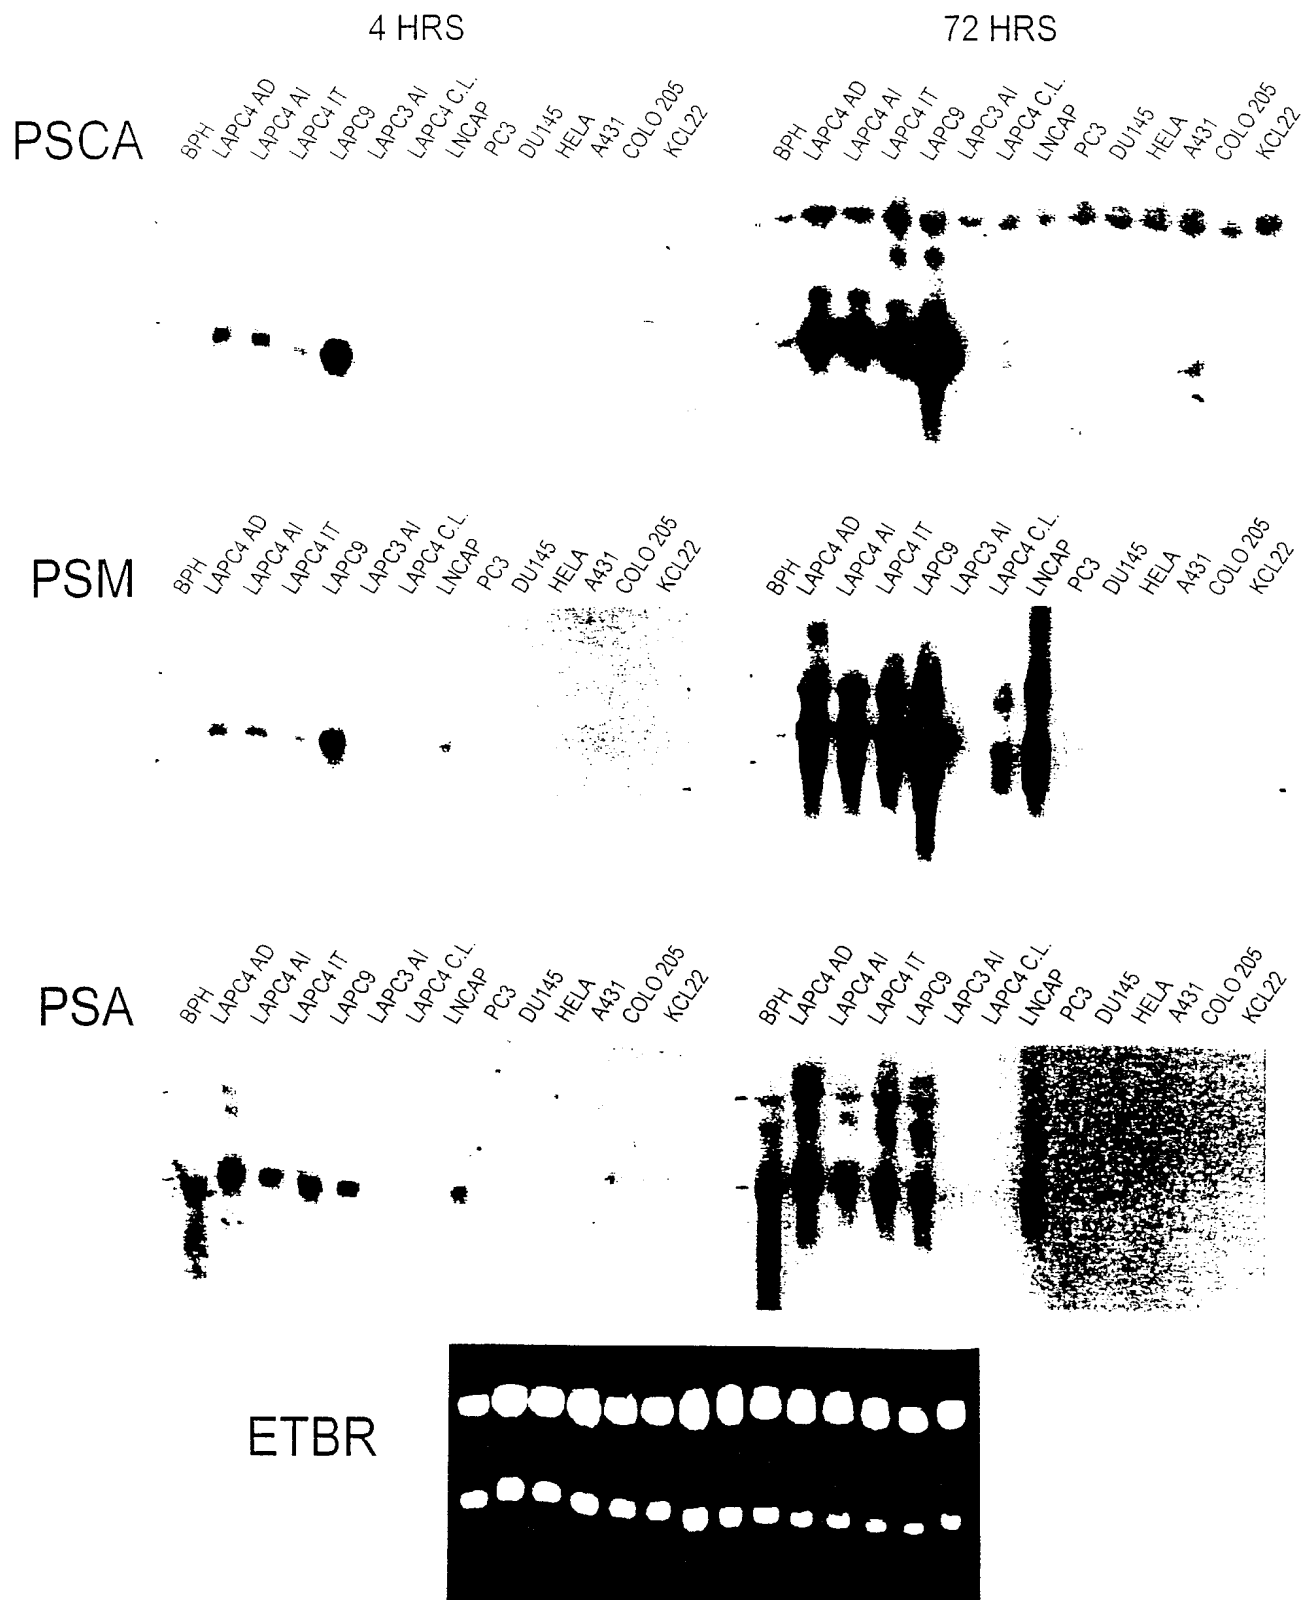 4 HRS 72 HRS
PSCA BPH LAPC4 AD LAPC4 AI LAPC4 IT LAPC9 LAPC3 AI LAPC4 C.L. LNCAP PC3 DU145 HELA A431 COLO 205 KCL22 BPH LAPC4 AD LAPC4 AI LAPC4 IT LAPC9 LAPC3 AI LAPC4 C.L. LNCAP PC3 DU145 HELA A431 COLO 205 KCL22
PSM BPH LAPC4 AD LAPC4 AI LAPC4 IT LAPC9 LAPC3 AI LAPC4 C.L. LNCAP PC3 DU145 HELA A431 COLO 205 KCL22 BPH LAPC4 AD LAPC4 AI LAPC4 IT LAPC9 LAPC3 AI LAPC4 C.L. LNCAP PC3 DU145 HELA A431 COLO 205 KCL22
PSA BPH LAPC4 AD LAPC4 AI LAPC4 IT LAPC9 LAPC3 AI LAPC4 C.L. LNCAP PC3 DU145 HELA A431 COLO 205 KCL22 BPH LAPC4 AD LAPC4 AI LAPC4 IT LAPC9 LAPC3 AI LAPC4 C.L. LNCAP PC3 DU145 HELA A431 COLO 205 KCL22
ETBR